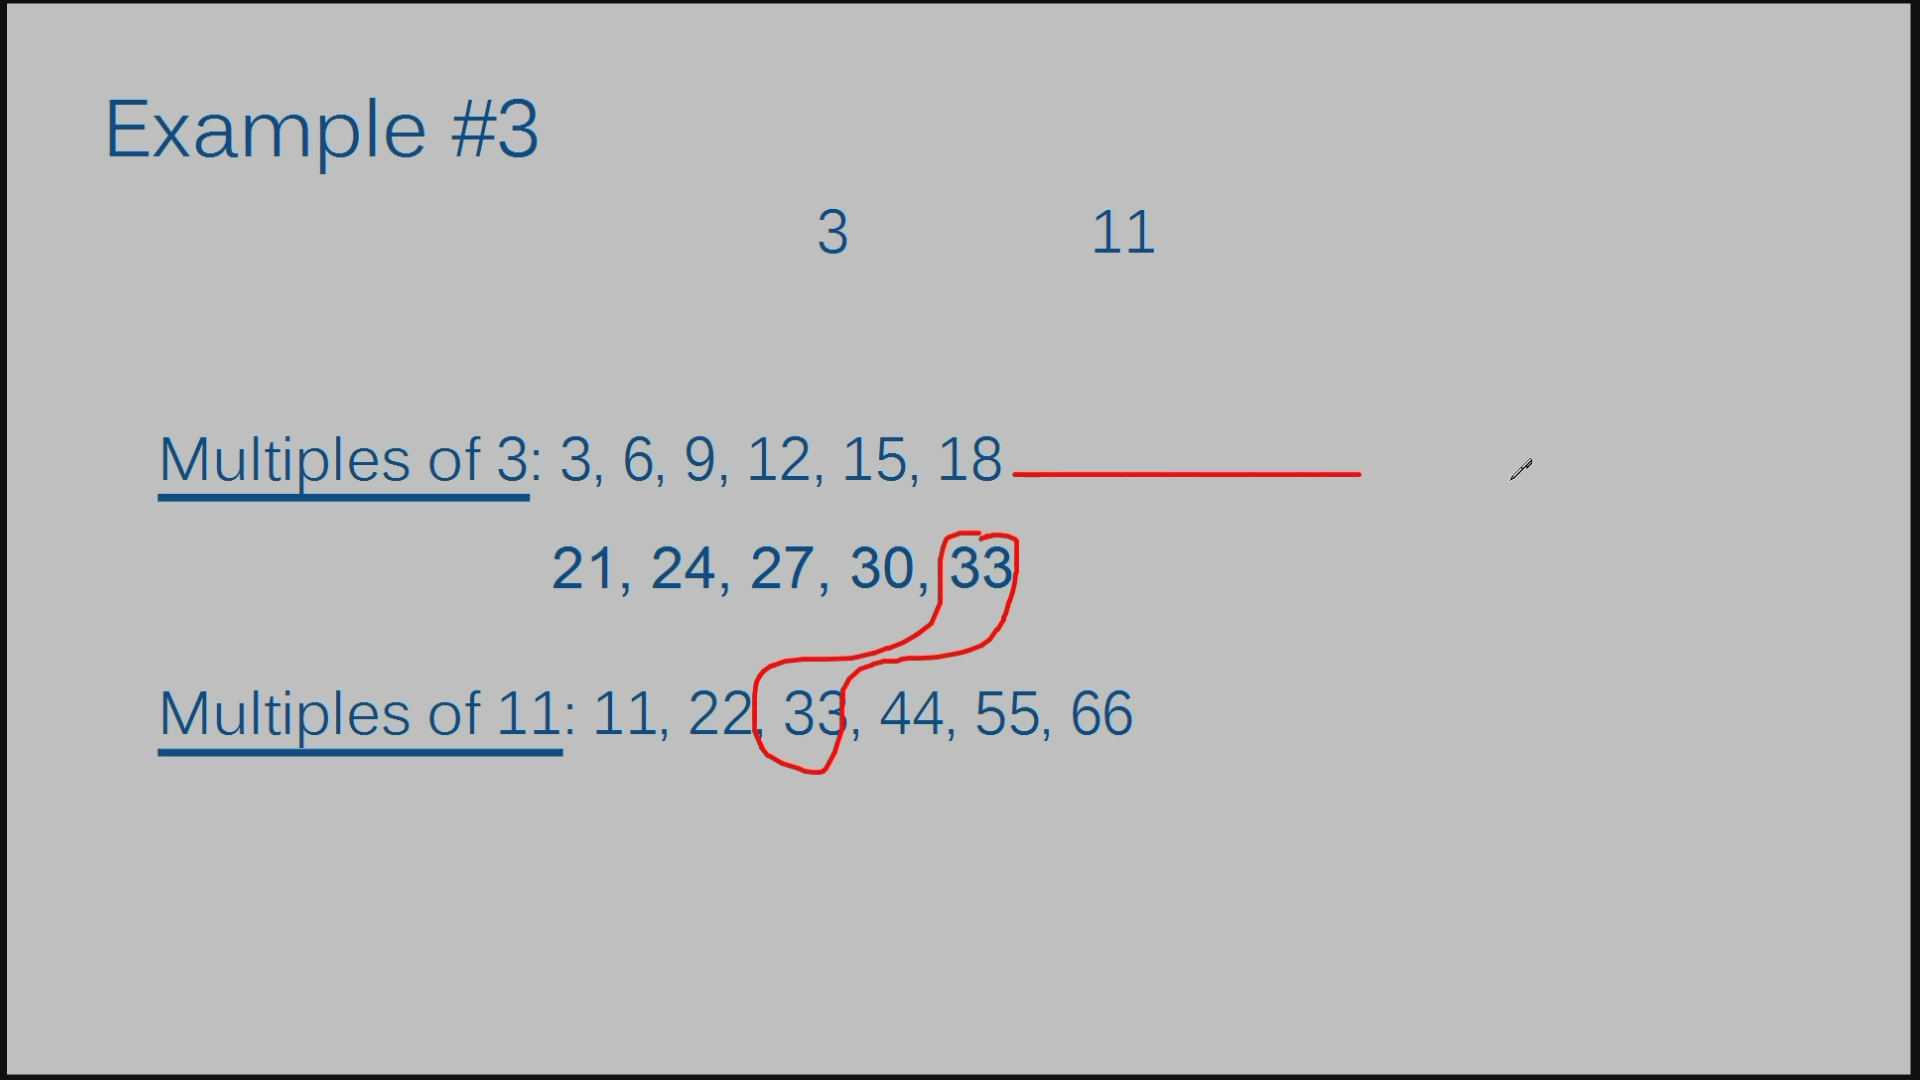 Example #3
3 11
Multiples of 3: 3, 6, 9, 12, 15, 18
21, 24, 27, 30, 33
Multiples of 11: 11, 22, 33, 44, 55, 66